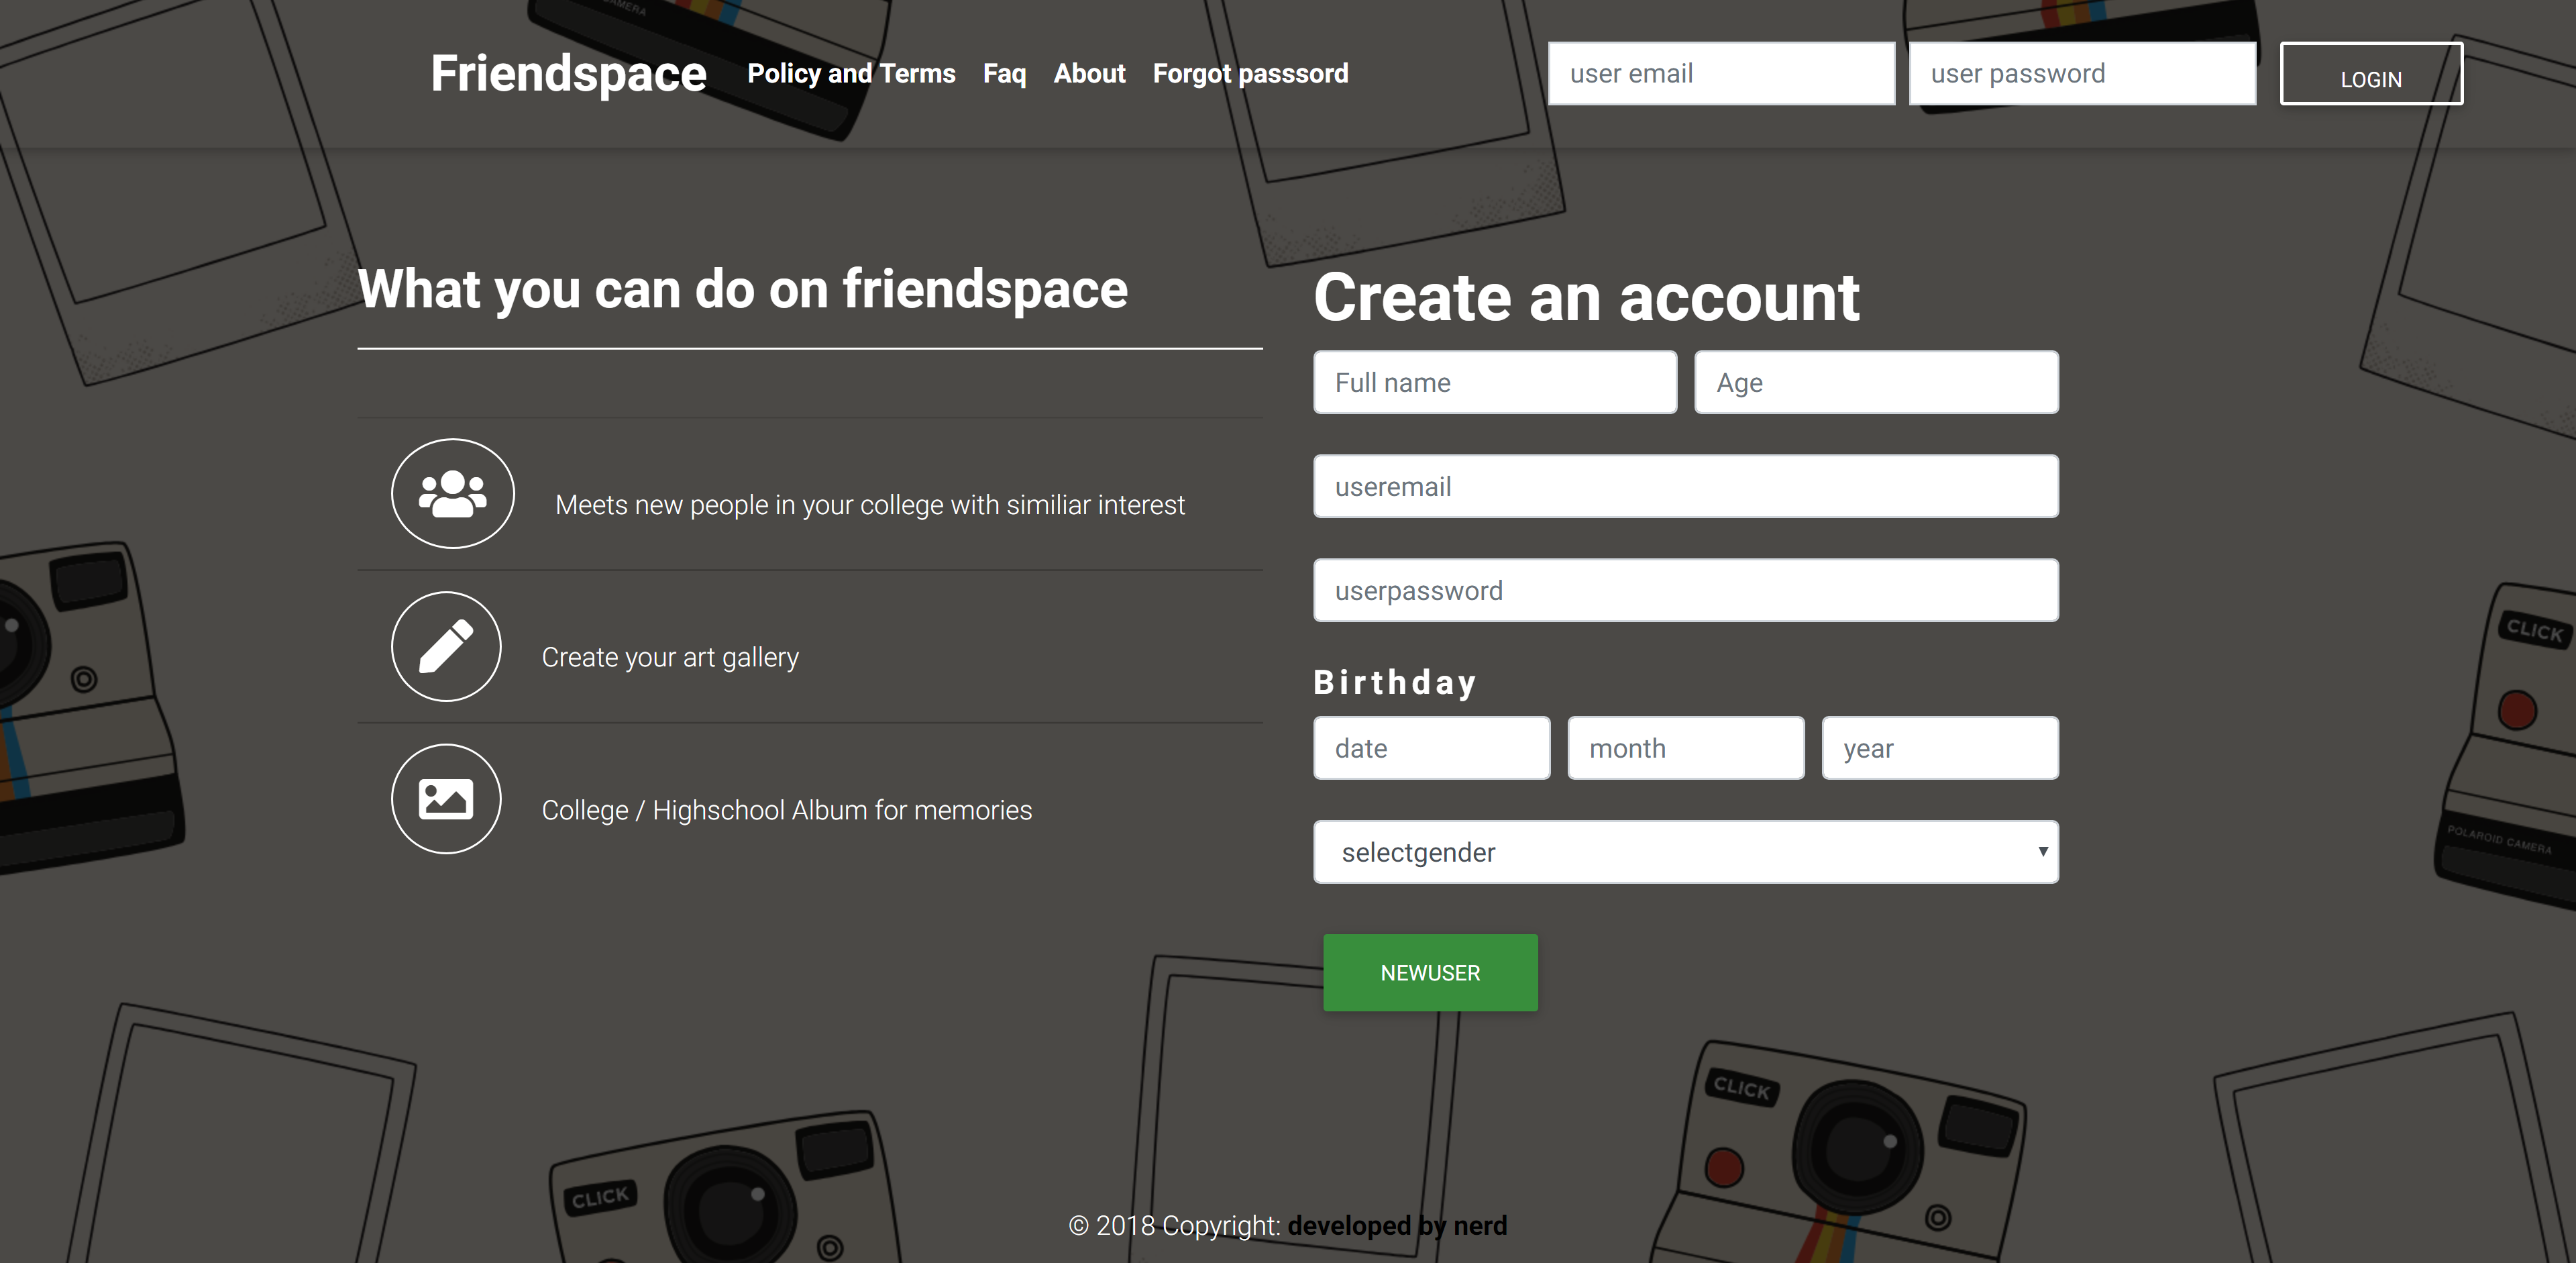 CAMERA
Friendspace Policy and Terms Faq About Forgot passsord user email user password LOGIN
What you can do on friendspace
Create an account
Full name Age
useremail
Meets new people in your college with similiar interest
userpassword
Create your art gallery
CLICK
Birthday
date month year
College / Highschool Album for memories
selectgender
POLAROID CAMERA
NEWUSER
CLICK
CLICK
© 2018 Copyright: developed by nerd